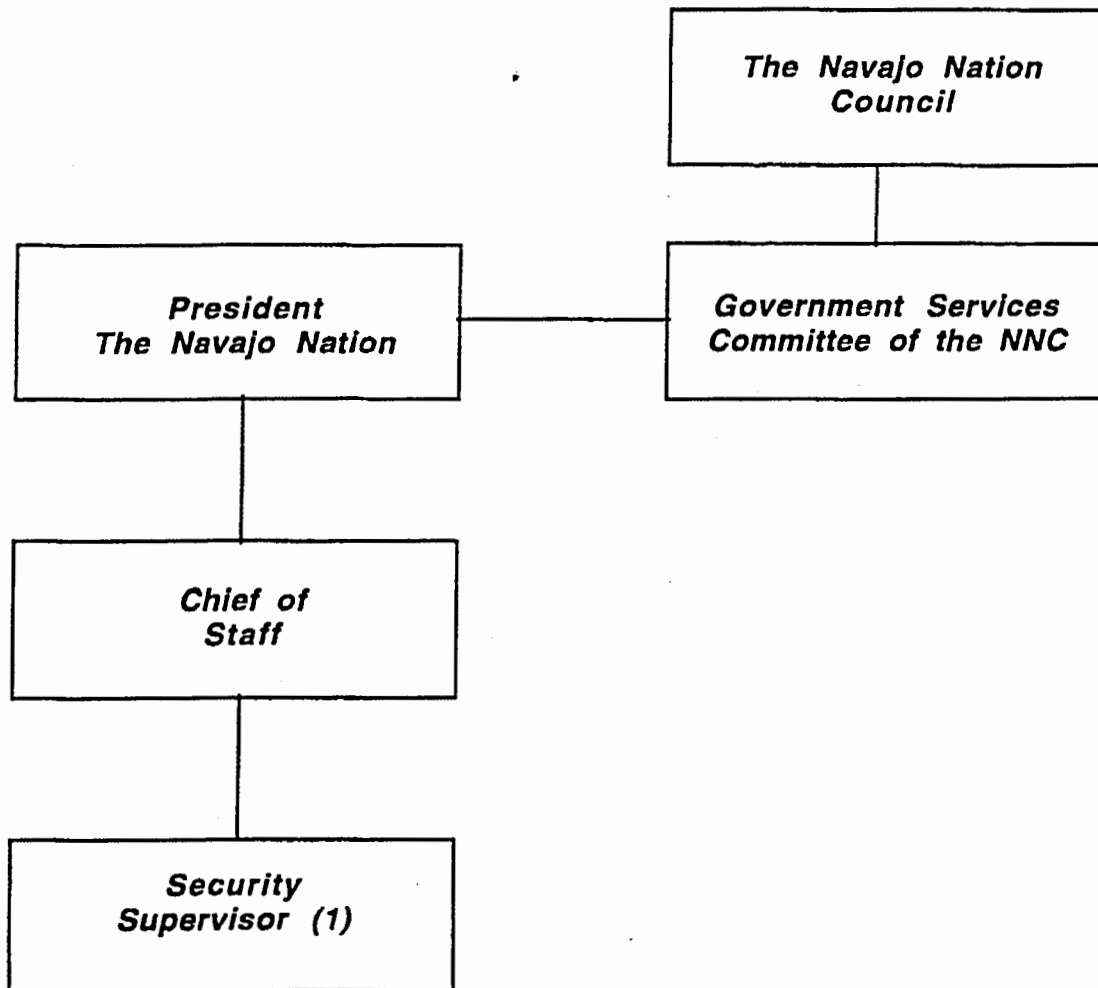 The Navajo Nation
Council
President
The Navajo Nation
Government Services
Committee of the NNC
Chief of
Staff
Security
Supervisor (1)